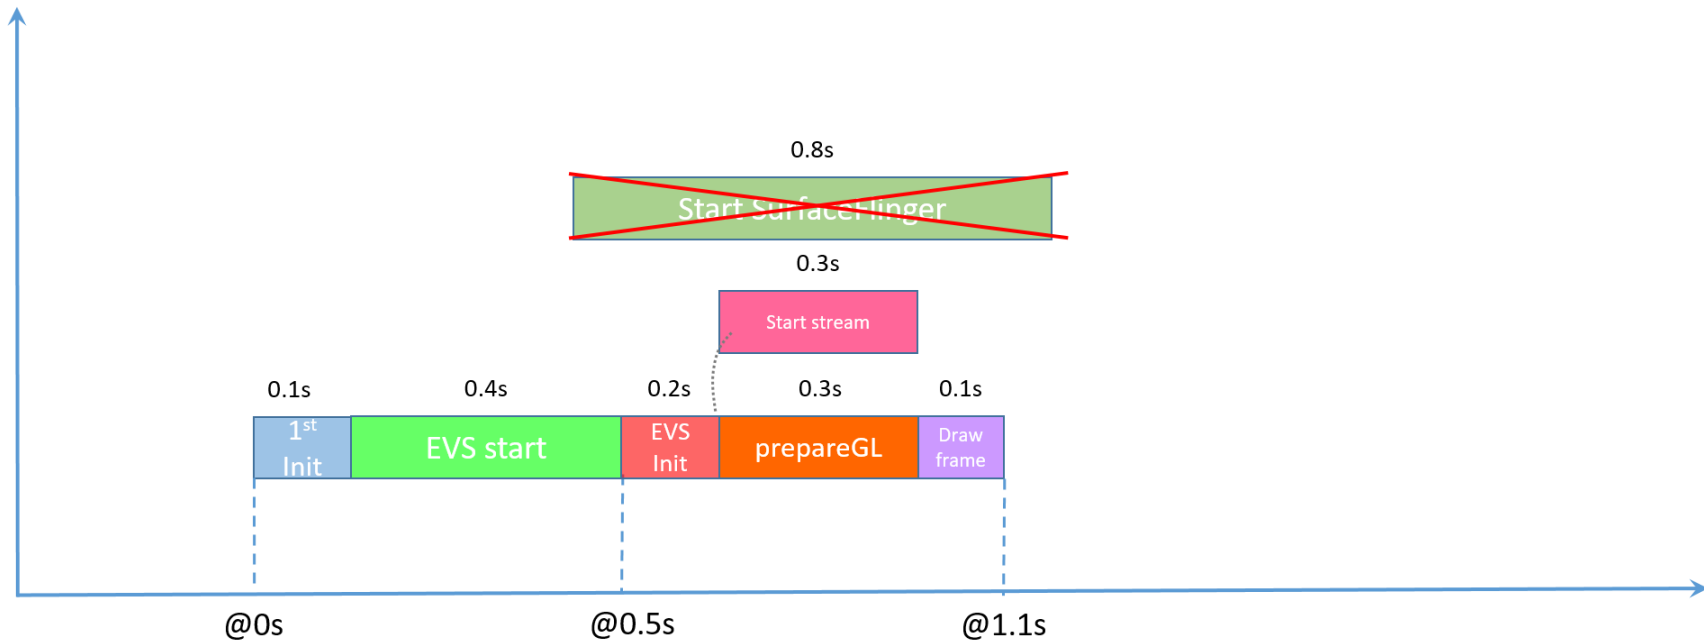 0.8s
Start SurfaceFlinger
0.3s
Start stream
0.1s
0.4s
0.2s
0.3s
0.1s
1st
Init
EVS start
EVS
Init
prepareGL
Draw
frame
@0s
@0.5s
@1.1s